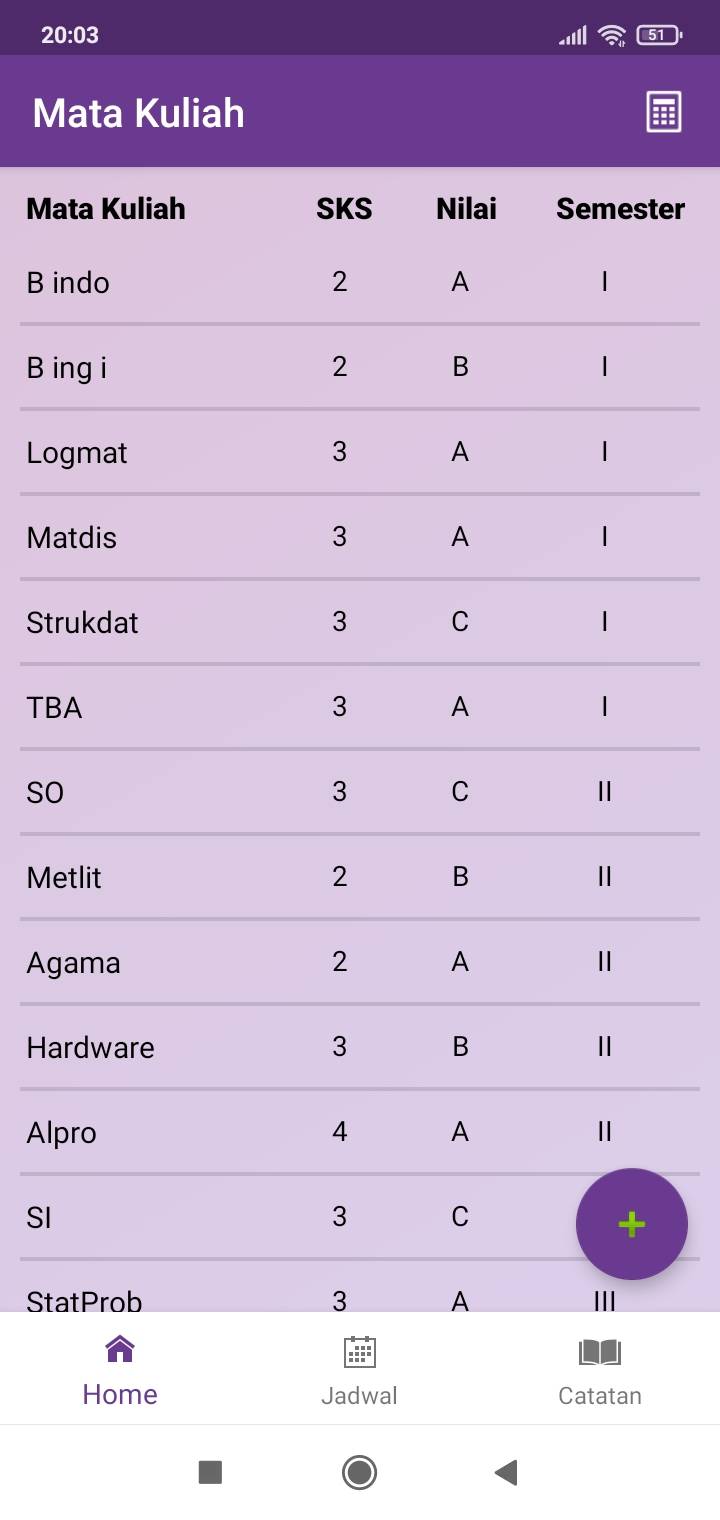 20:03
51
Mata Kuliah
Mata Kuliah SKS Nilai Semester
B indo 2 A I
B ing i 2 B I
Logmat 3 A I
Matdis 3 A I
Strukdat 3 C I
TBA 3 A I
SO 3 C II
Metlit 2 B II
Agama 2 A II
Hardware 3 B II
Alpro 4 A II
SI 3 C
StatProb 3 A III
Home Jadwal Catatan